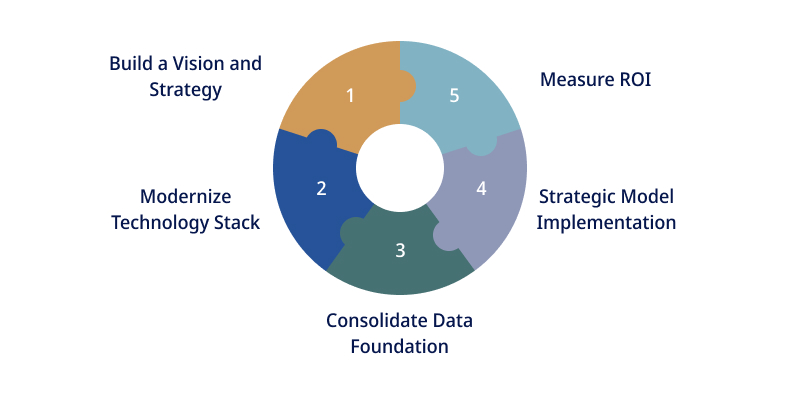 Build a Vision and
Strategy
1
5
Measure ROI
Modernize
Technology Stack
2
4
Strategic Model
Implementation
3
Consolidate Data
Foundation